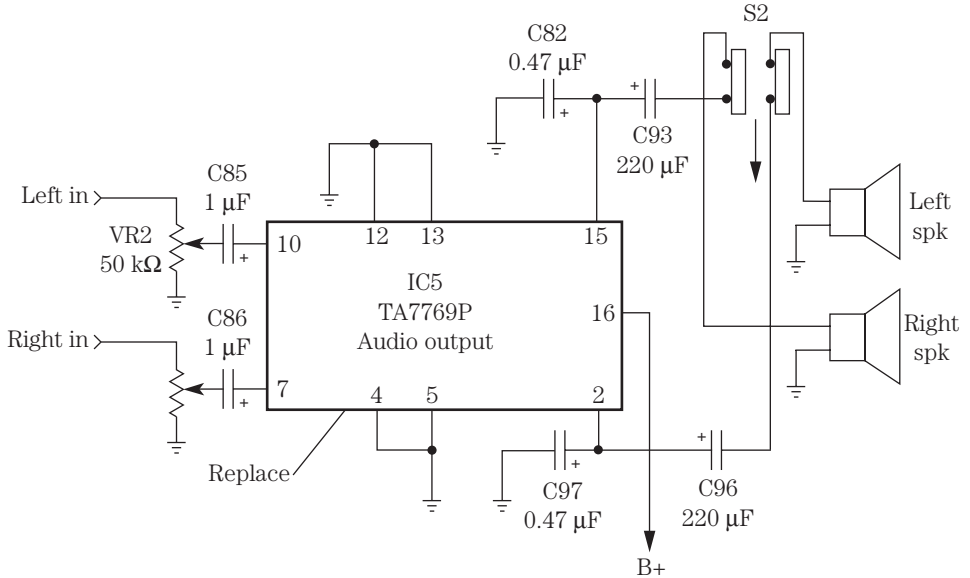 S2
C82
0.47 μF
+
+
C93
220 μF
C85
1 μF
Left in
VR2
50 kΩ
+
10
12
13
15
Left
spk
IC5
TA7769P
Audio output
16
C86
1 μF
Right in
+
7
4
5
2
Right
spk
Replace
+
+
C97
0.47 μF
C96
220 μF
B+